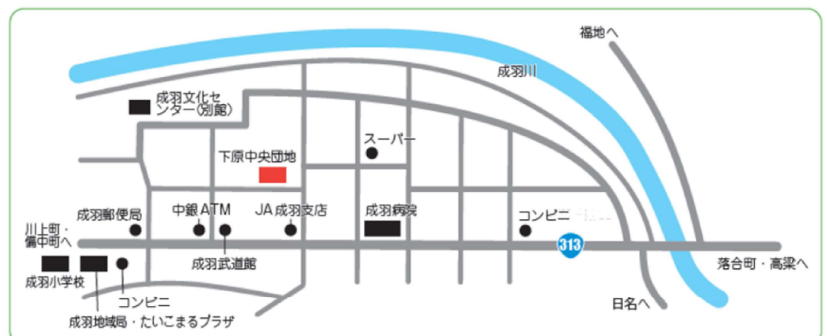 福地へ
成羽川
成羽文化セ
ンター(別館)
スーパー
下原中央団地
成羽郵便局
中銀ATM
JA成羽支店
成羽病院
コンビニ
川上町・
備中町へ
313
成羽武道館
落合町・高梁へ
成羽小学校
コンビニ
日名へ
成羽地域局・たいこまるプラザ